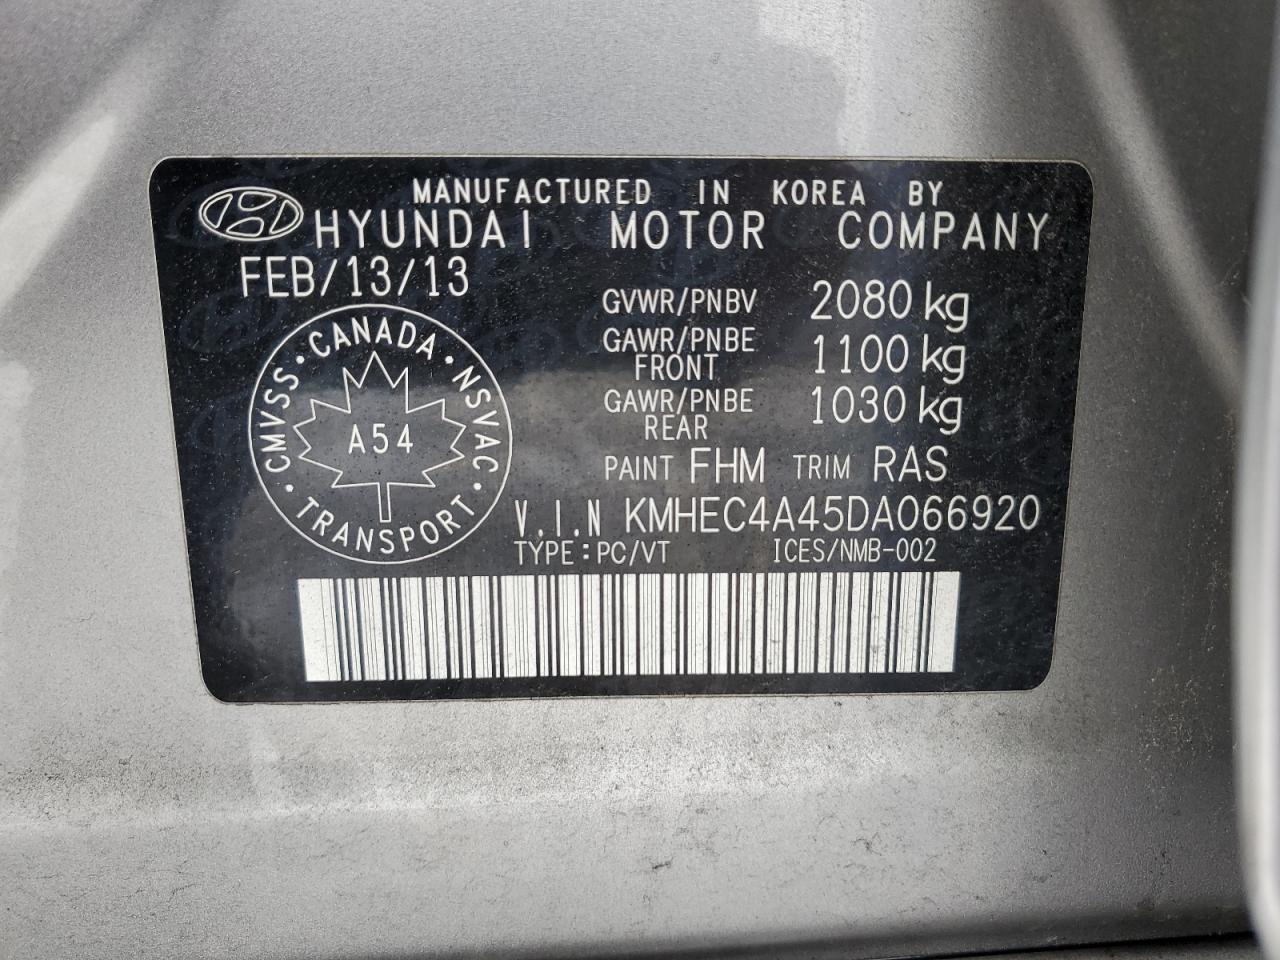 MANUFACTURED IN KOREA BY
HYUNDAI MOTOR COMPANY
FEB/13/13
GVWR/PNBV 2080 kg
GAWR/PNBE FRONT 1100 kg
GAWR/PNBE REAR 1030 kg
PAINT FHM TRIM RAS
V.I.N KMHEC4A45DA066920
TYPE:PC/VT ICES/NMB-002
CANADA · NSVAC · TRANSPORT · CMVSS ·
A54